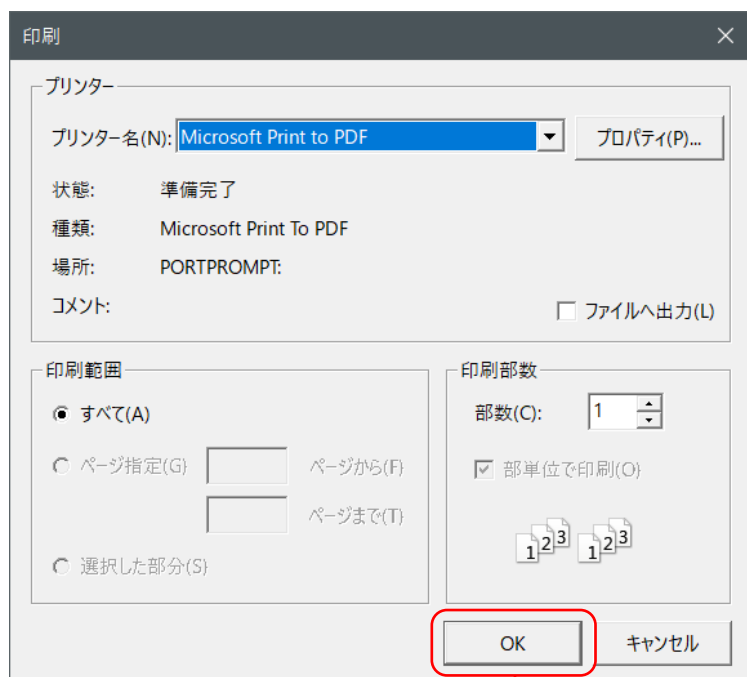 印刷
プリンター
プリンター名(N): Microsoft Print to PDF プロパティ(P)...
状態: 準備完了
種類: Microsoft Print To PDF
場所: PORTPROMPT:
コメント:
ファイルへ出力(L)
印刷範囲
すべて(A)
ページ指定(G) ページから(F)
ページまで(T)
選択した部分(S)
印刷部数
部数(C): 1
部単位で印刷(O)
1 2 3 1 2 3
OK キャンセル